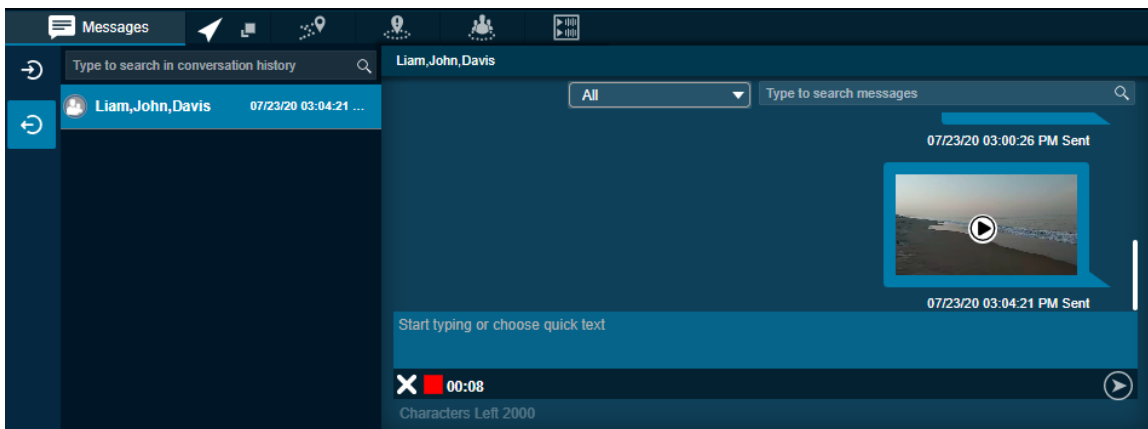 Messages
Type to search in conversation history
Liam,John,Davis 07/23/20 03:04:21 ...
Liam,John,Davis
All
Type to search messages
07/23/20 03:00:26 PM Sent
07/23/20 03:04:21 PM Sent
Start typing or choose quick text
00:08
Characters Left 2000